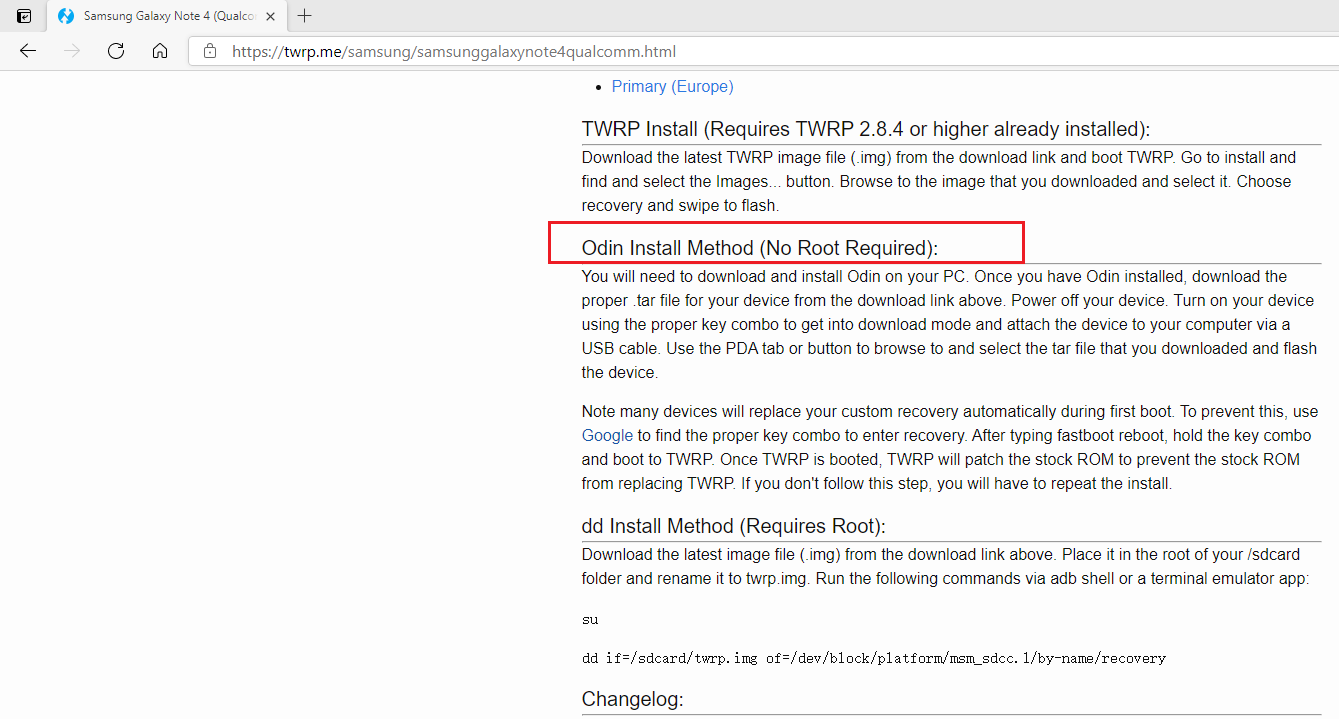 Samsung Galaxy Note 4 (Qualco
https://twrp.me/samsung/samsunggalaxynote4qualcomm.html
Primary (Europe)
TWRP Install (Requires TWRP 2.8.4 or higher already installed):
Download the latest TWRP image file (.img) from the download link and boot TWRP. Go to install and
find and select the Images... button. Browse to the image that you downloaded and select it. Choose
recovery and swipe to flash.
Odin Install Method (No Root Required):
You will need to download and install Odin on your PC. Once you have Odin installed, download the
proper .tar file for your device from the download link above. Power off your device. Turn on your device
using the proper key combo to get into download mode and attach the device to your computer via a
USB cable. Use the PDA tab or button to browse to and select the tar file that you downloaded and flash
the device.
Note many devices will replace your custom recovery automatically during first boot. To prevent this, use
Google to find the proper key combo to enter recovery. After typing fastboot reboot, hold the key combo
and boot to TWRP. Once TWRP is booted, TWRP will patch the stock ROM to prevent the stock ROM
from replacing TWRP. If you don't follow this step, you will have to repeat the install.
dd Install Method (Requires Root):
Download the latest image file (.img) from the download link above. Place it in the root of your /sdcard
folder and rename it to twrp.img. Run the following commands via adb shell or a terminal emulator app:
su
dd if=/sdcard/twrp.img of=/dev/block/platform/msm_sdcc.1/by-name/recovery
Changelog: